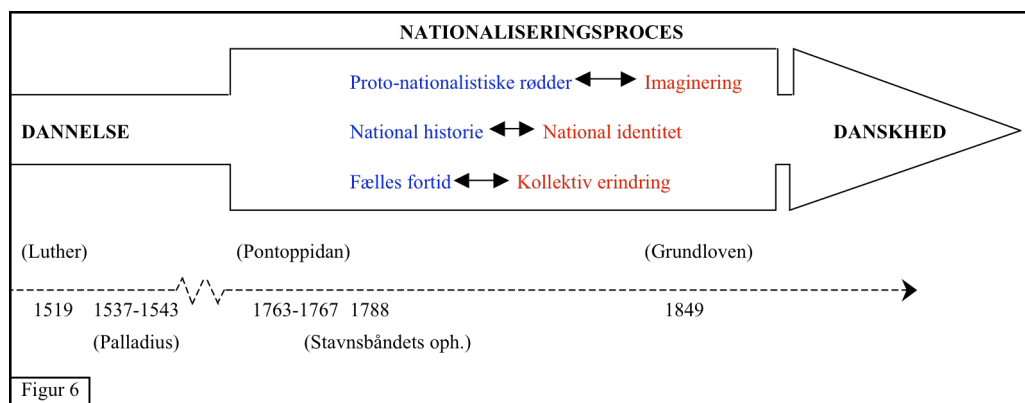 NATIONALISERINGSPROCES
Proto-nationalistiske rødder Imaginering
DANNELSE National historie National identitet DANSKHED
Fælles fortid Kollektiv erindring
(Luther) (Pontoppidan) (Grundloven)
1519 1537-1543 1763-1767 1788 1849
(Palladius) (Stavnsbåndets oph.)
Figur 6